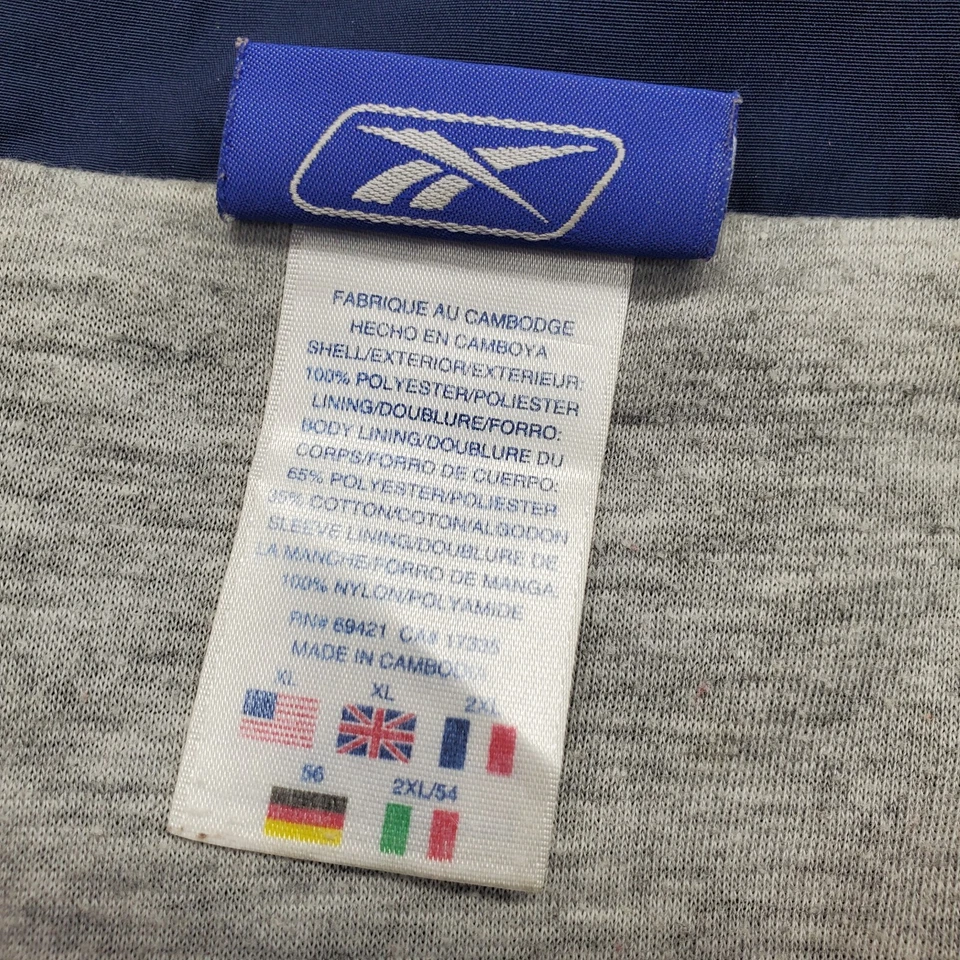 FABRIQUE AU CAMBODGE
HECHO EN CAMBOYA
SHELL/EXTERIOR/EXTERIEUR:
100% POLYESTER/POLIESTER
LINING/DOUBLURE/FORRO:
BODY LINING/DOUBLURE DU
CORPS/FORRO DE CUERPO:
65% POLYESTER/POLIESTER
35% COTTON/COTON/ALGODON
SLEEVE LINING/DOUBLURE DE
LA MANCHE/FORRO DE MANGA:
100% NYLON/POLYAMIDE
RN# 69421 CA# 17335
MADE IN CAMBODIA
XL XL 2XL
56 2XL/54